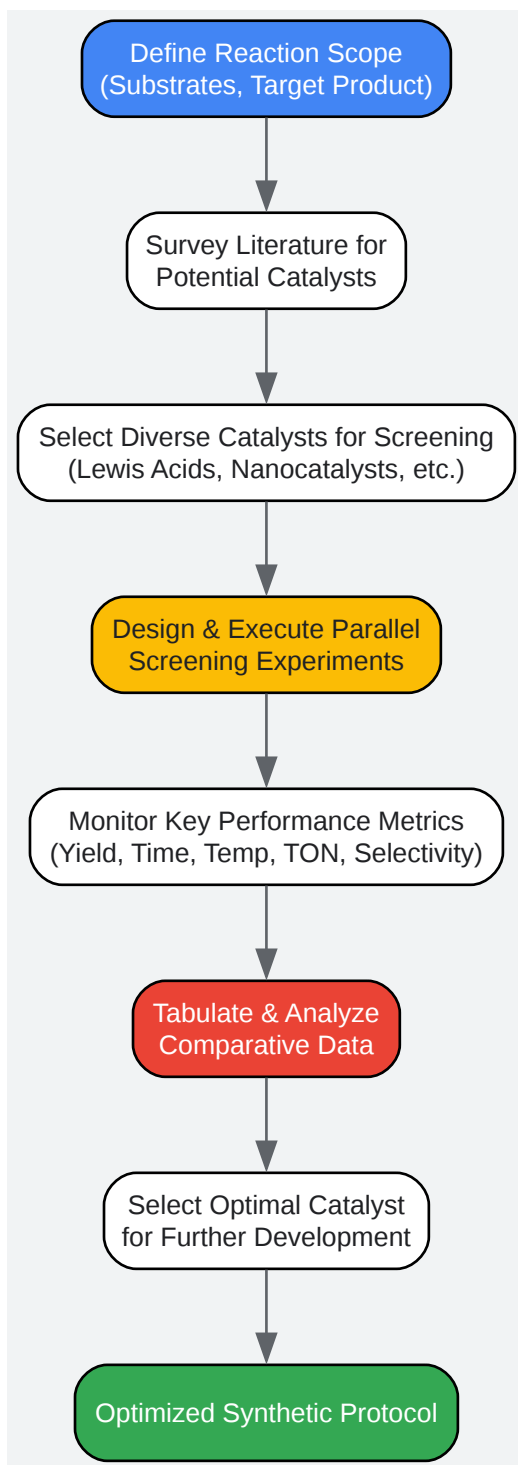 Define Reaction Scope
(Substrates, Target Product)
Survey Literature for
Potential Catalysts
Select Diverse Catalysts for Screening
(Lewis Acids, Nanocatalysts, etc.)
Design & Execute Parallel
Screening Experiments
Monitor Key Performance Metrics
(Yield, Time, Temp, TON, Selectivity)
Tabulate & Analyze
Comparative Data
Select Optimal Catalyst
for Further Development
Optimized Synthetic Protocol